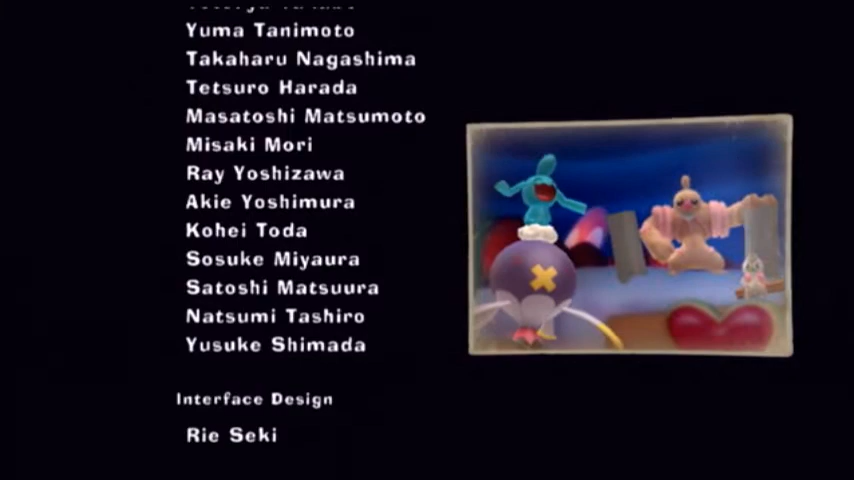 Yuma Tanimoto
Takaharu Nagashima
Tetsuro Harada
Masatoshi Matsumoto
Misaki Mori
Ray Yoshizawa
Akie Yoshimura
Kohei Toda
Sosuke Miyaura
Satoshi Matsuura
Natsumi Tashiro
Yusuke Shimada
Interface Design
Rie Seki